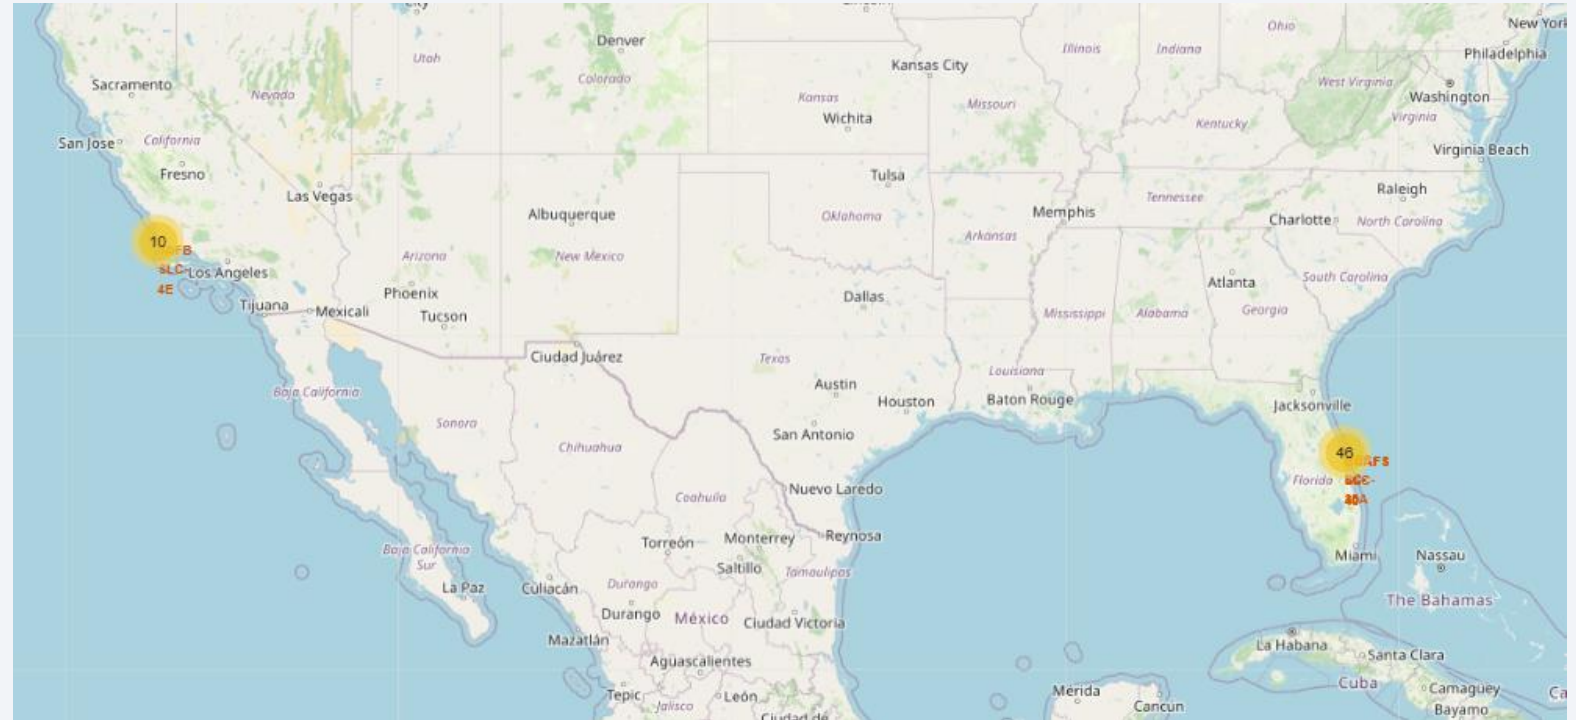 New York
Philadelphia
Ohio
Illinois
Indiana
Denver
Utah
Colorado
Kansas City
West Virginia
Sacramento
Nevada
Kansas
Missouri
Washington
Virginia
Wichita
Kentucky
San Jose
California
Virginia Beach
Fresno
Tulsa
Las Vegas
Raleigh
Tennessee
Albuquerque
Oklahoma
Memphis
Charlotte
North Carolina
Arkansas
10
Arizona
New Mexico
SLC-
Los Angeles
4E
South Carolina
Atlanta
Phoenix
Dallas
Tijuana
Mexicali
Tucson
Mississippi
Alabama
Georgia
Ciudad Juárez
Texas
Louisiana
Baja California
Austin
Houston
Baton Rouge
Jacksonville
Sonora
San Antonio
Chihuahua
46
Florida
Coahuila
Nuevo Laredo
Torreón
Monterrey
Reynosa
Baja California
Sur
Saltillo
Tamaulipas
Miami
Nassau
La Paz
Culiacán
Durango
The Bahamas
Durango
México
Ciudad Victoria
Mazatlán
La Habana
Santa Clara
Aguascalientes
Cuba
Camagüey
Tepic
León
Mérida
Jalisco
Cancun
Bayamo
Ciudad de